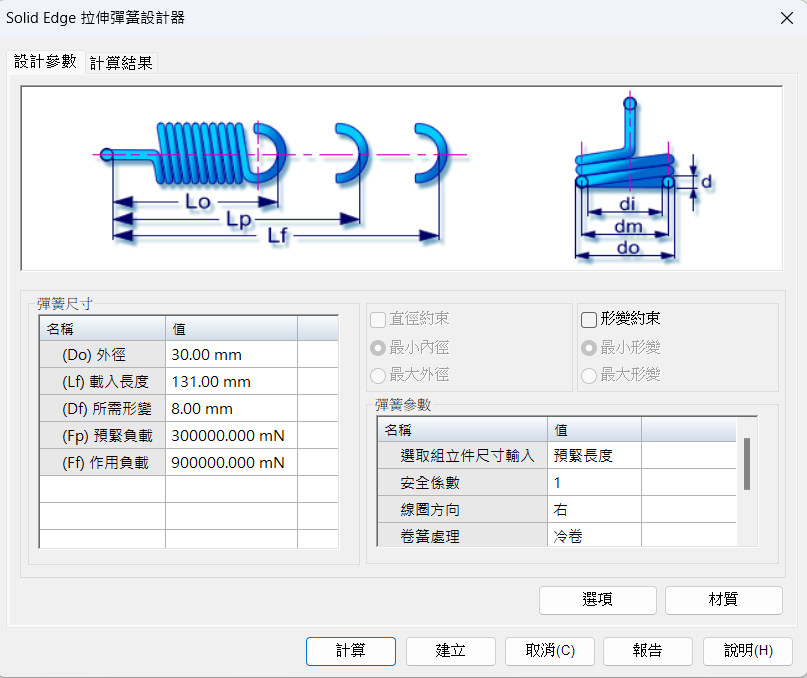 Solid Edge 拉伸彈簧設計器
設計參數 計算結果
Lo
Lp
Lf
d
di
dm
do
彈簧尺寸
名稱 值
(Do) 外徑 30.00 mm
(Lf) 載入長度 131.00 mm
(Df) 所需形變 8.00 mm
(Fp) 預緊負載 300000.000 mN
(Ff) 作用負載 900000.000 mN
直徑約束
最小內徑
最大外徑
形變約束
最小形變
最大形變
彈簧參數
名稱 值
選取組立件尺寸輸入 預緊長度
安全係數 1
線圈方向 右
卷簧處理 冷卷
選項 材質
計算 建立 取消(C) 報告 說明(H)